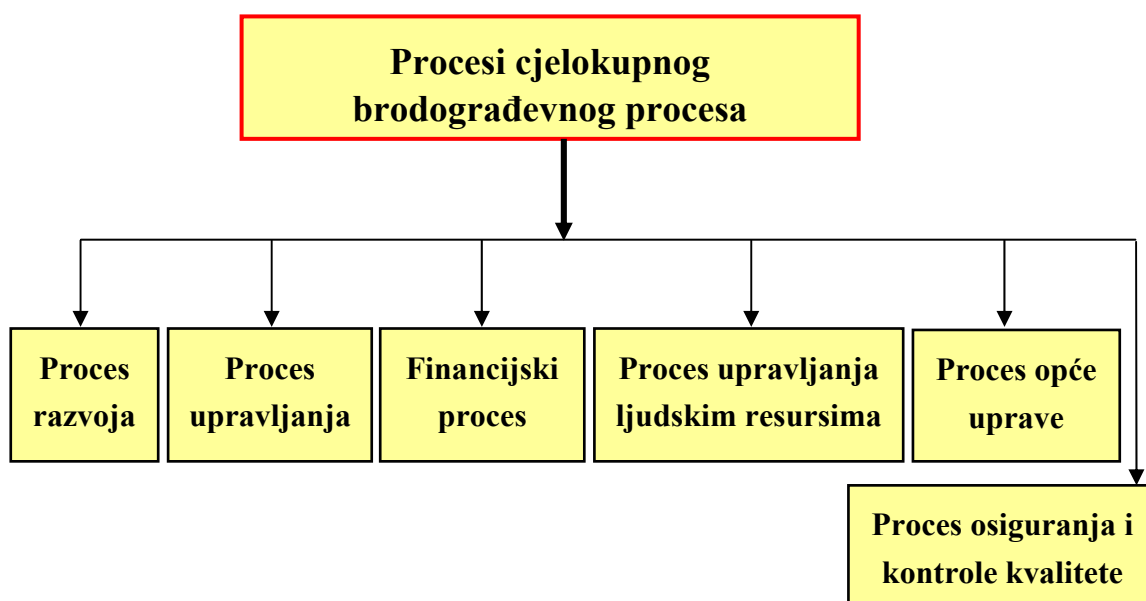 Procesi cjelokupnog
brodograđevnog procesa
Proces
razvoja
Proces
upravljanja
Financijski
proces
Proces upravljanja
ljudskim resursima
Proces opće
uprave
Proces osiguranja i
kontrole kvalitete